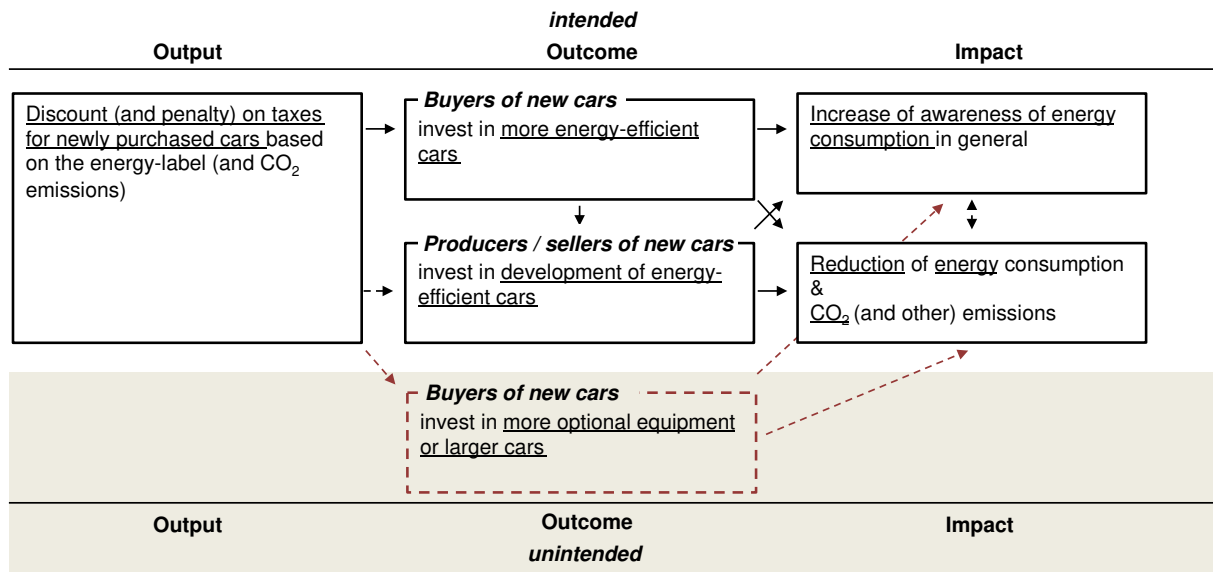 intended
Output
Outcome
Impact
Discount (and penalty) on taxes
for newly purchased cars based
on the energy-label (and CO₂
emissions)
Buyers of new cars
invest in more energy-efficient
cars
Increase of awareness of energy
consumption in general
Producers / sellers of new cars
invest in development of energy-
efficient cars
Reduction of energy consumption
&
CO₂ (and other) emissions
Buyers of new cars
invest in more optional equipment
or larger cars
Output
Outcome
Impact
unintended